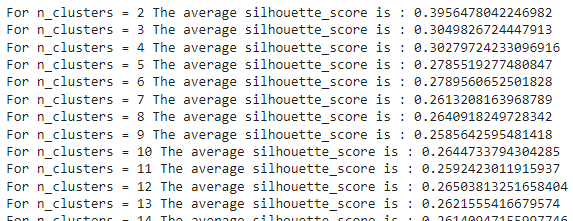 For n_clusters = 2 The average silhouette_score is : 0.3956478042246982
For n_clusters = 3 The average silhouette_score is : 0.3049826724447913
For n_clusters = 4 The average silhouette_score is : 0.30279724233096916
For n_clusters = 5 The average silhouette_score is : 0.2785519277480847
For n_clusters = 6 The average silhouette_score is : 0.2789560652501828
For n_clusters = 7 The average silhouette_score is : 0.2613208163968789
For n_clusters = 8 The average silhouette_score is : 0.2640918249728342
For n_clusters = 9 The average silhouette_score is : 0.2585642595481418
For n_clusters = 10 The average silhouette_score is : 0.2644733794304285
For n_clusters = 11 The average silhouette_score is : 0.2592423011915937
For n_clusters = 12 The average silhouette_score is : 0.26503813251658404
For n_clusters = 13 The average silhouette_score is : 0.2621555416679574
For n_clusters = 14 The average silhouette_score is :